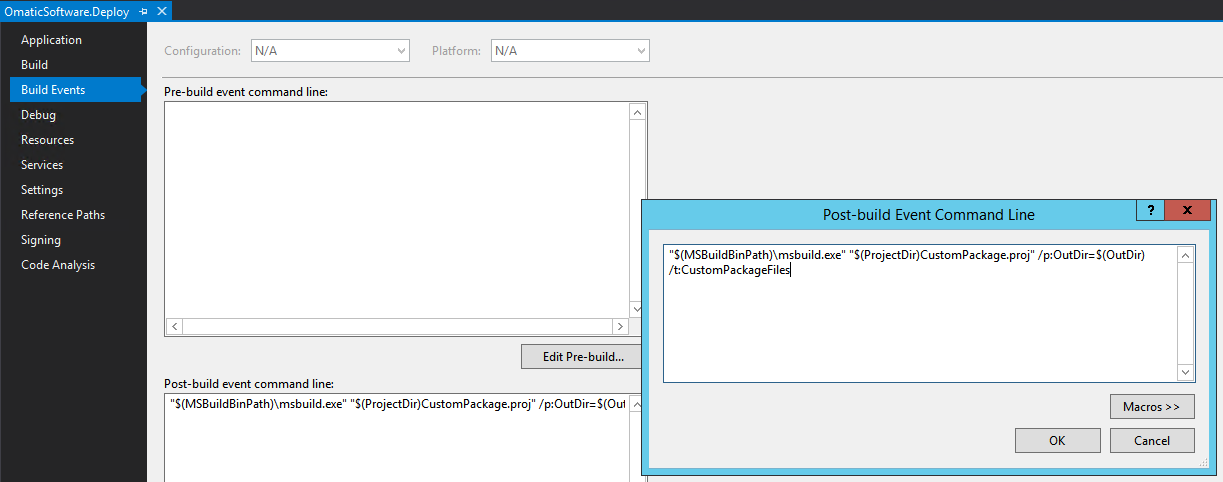 OmaticSoftware.Deploy
Application
Build
Build Events
Debug
Resources
Services
Settings
Reference Paths
Signing
Code Analysis
Configuration: N/A Platform: N/A
Pre-build event command line:
Edit Pre-build...
Post-build event command line:
"$(MSBuildBinPath)\msbuild.exe" "$(ProjectDir)CustomPackage.proj" /p:OutDir=$(Out
Post-build Event Command Line
? x
"$(MSBuildBinPath)\msbuild.exe" "$(ProjectDir)CustomPackage.proj" /p:OutDir=$(OutDir)
/t:CustomPackageFiles
Macros >>
OK Cancel